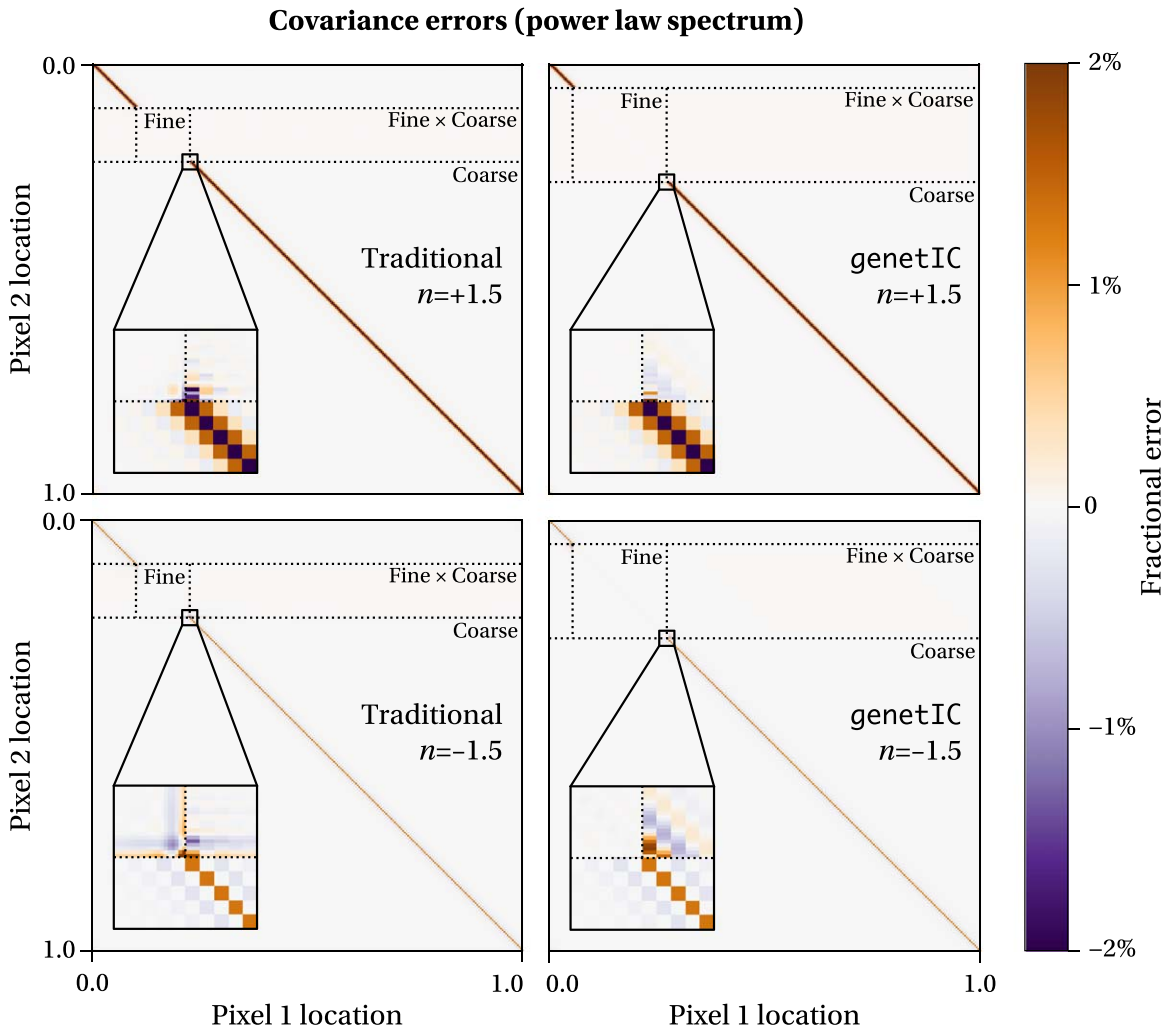 Covariance errors (power law spectrum)
0.0
Fine
Fine × Coarse
Coarse
Traditional
n=+1.5
1.0
Pixel 2 location
Fine
Fine × Coarse
Coarse
genetIC
n=+1.5
0.0
Fine
Fine × Coarse
Coarse
Traditional
n=−1.5
1.0
Pixel 2 location
0.0
1.0
Pixel 1 location
Fine
Fine × Coarse
Coarse
genetIC
n=−1.5
0.0
1.0
Pixel 1 location
2%
1%
0
−1%
−2%
Fractional error